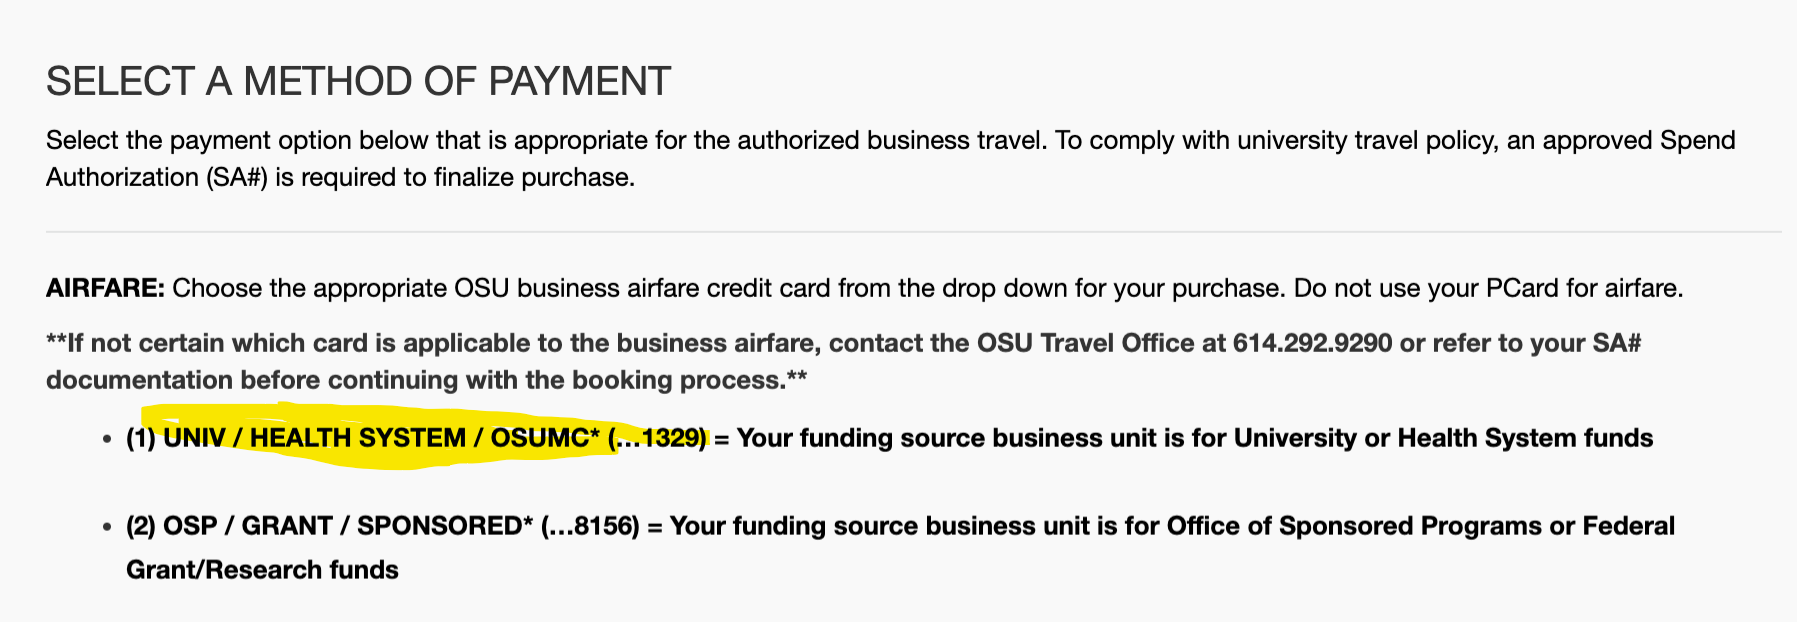 SELECT A METHOD OF PAYMENT
Select the payment option below that is appropriate for the authorized business travel. To comply with university travel policy, an approved Spend
Authorization (SA#) is required to finalize purchase.
AIRFARE: Choose the appropriate OSU business airfare credit card from the drop down for your purchase. Do not use your PCard for airfare.
**If not certain which card is applicable to the business airfare, contact the OSU Travel Office at 614.292.9290 or refer to your SA#
documentation before continuing with the booking process.**
• (1) UNIV / HEALTH SYSTEM / OSUMC* (...1329) = Your funding source business unit is for University or Health System funds
• (2) OSP / GRANT / SPONSORED* (...8156) = Your funding source business unit is for Office of Sponsored Programs or Federal
Grant/Research funds